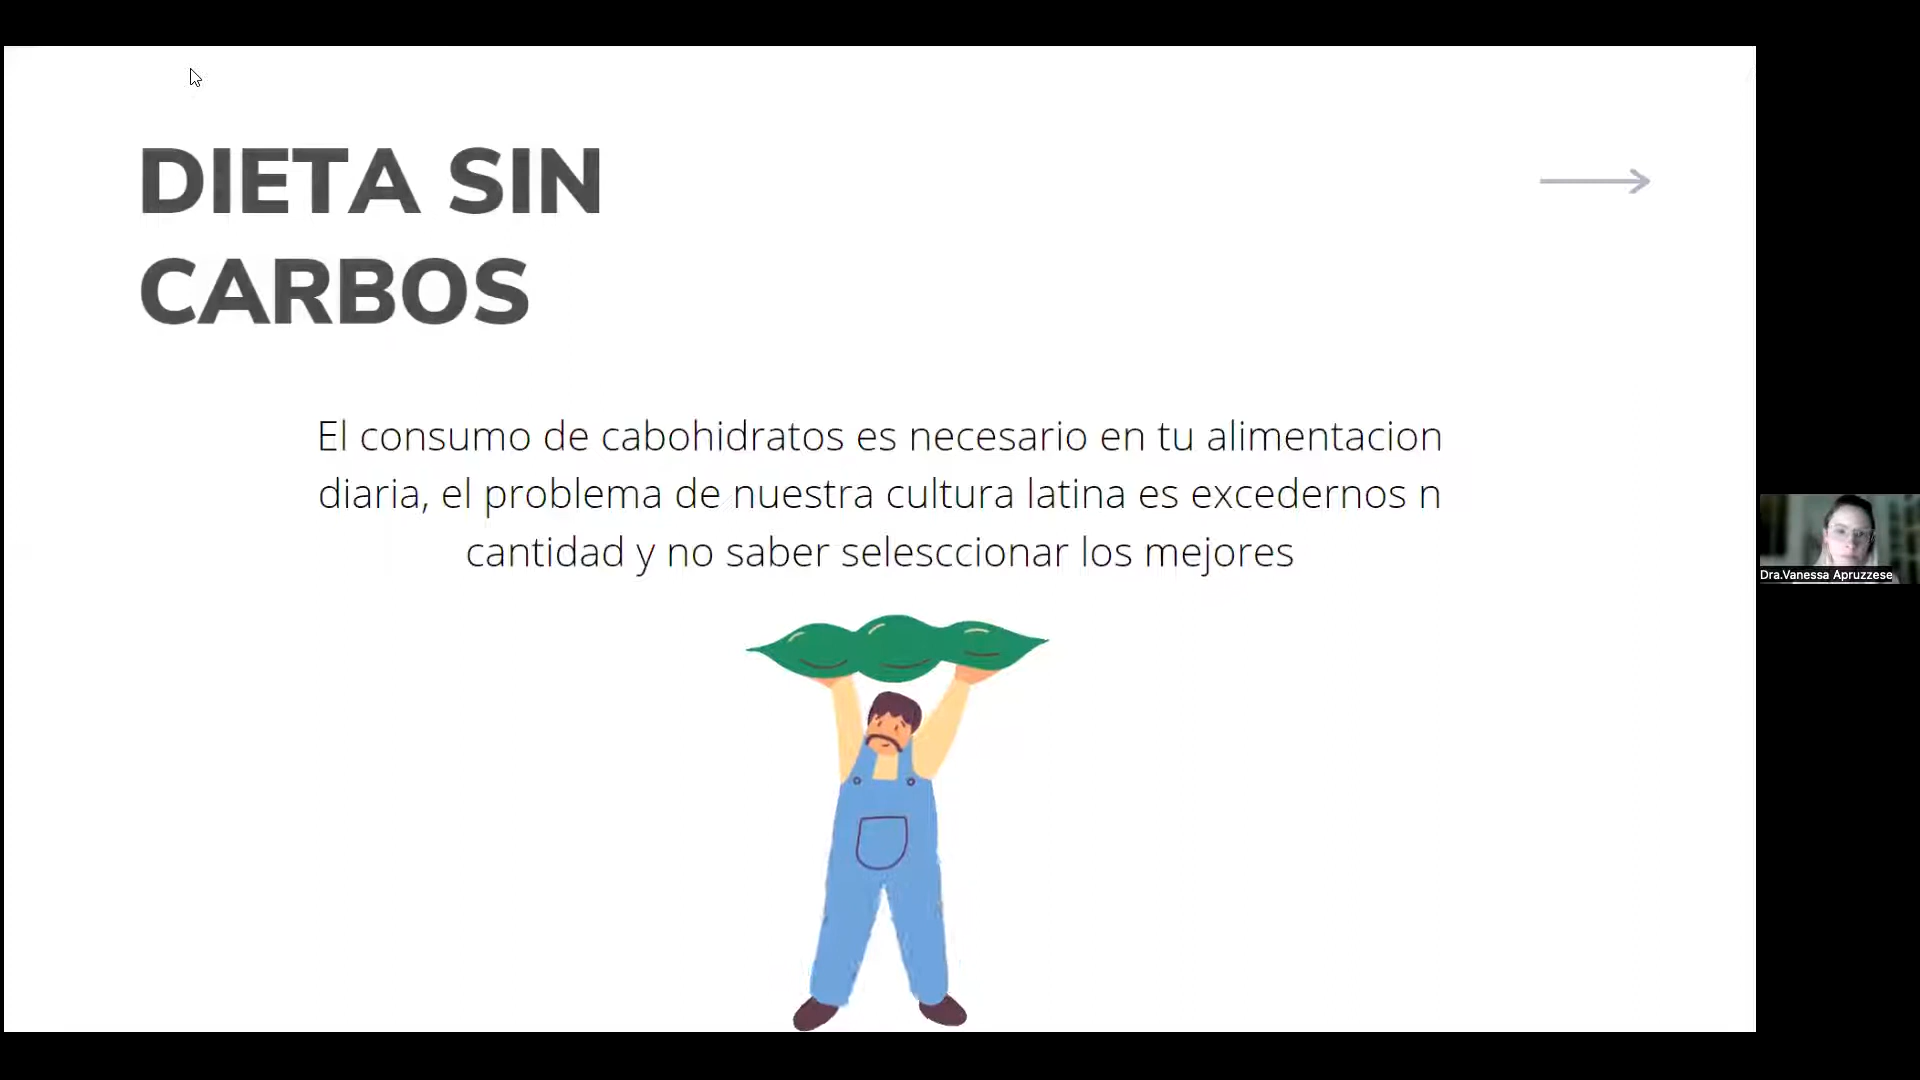 DIETA SIN
CARBOS
El consumo de cabohidratos es necesario en tu alimentacion
diaria, el problema de nuestra cultura latina es excedernos n
cantidad y no saber selesccionar los mejores
Dra.Vanessa Apruzzese